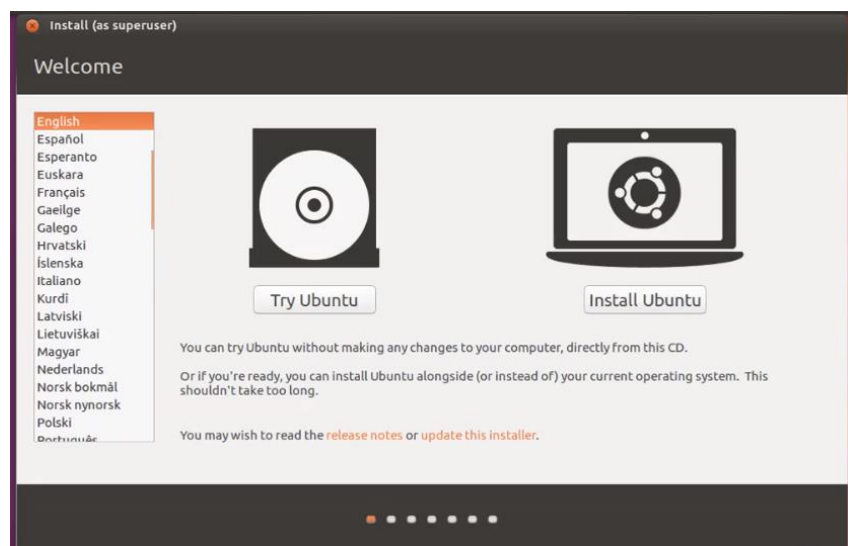 Install (as superuser)
Welcome
English
Español
Esperanto
Euskara
Français
Gaeilge
Galego
Hrvatski
Íslenska
Italiano
Kurdî
Latviski
Lietuviškai
Magyar
Nederlands
Norsk bokmål
Norsk nynorsk
Polski
Português
Try Ubuntu
Install Ubuntu
You can try Ubuntu without making any changes to your computer, directly from this CD.
Or if you're ready, you can install Ubuntu alongside (or instead of) your current operating system. This
shouldn't take too long.
You may wish to read the release notes or update this installer.